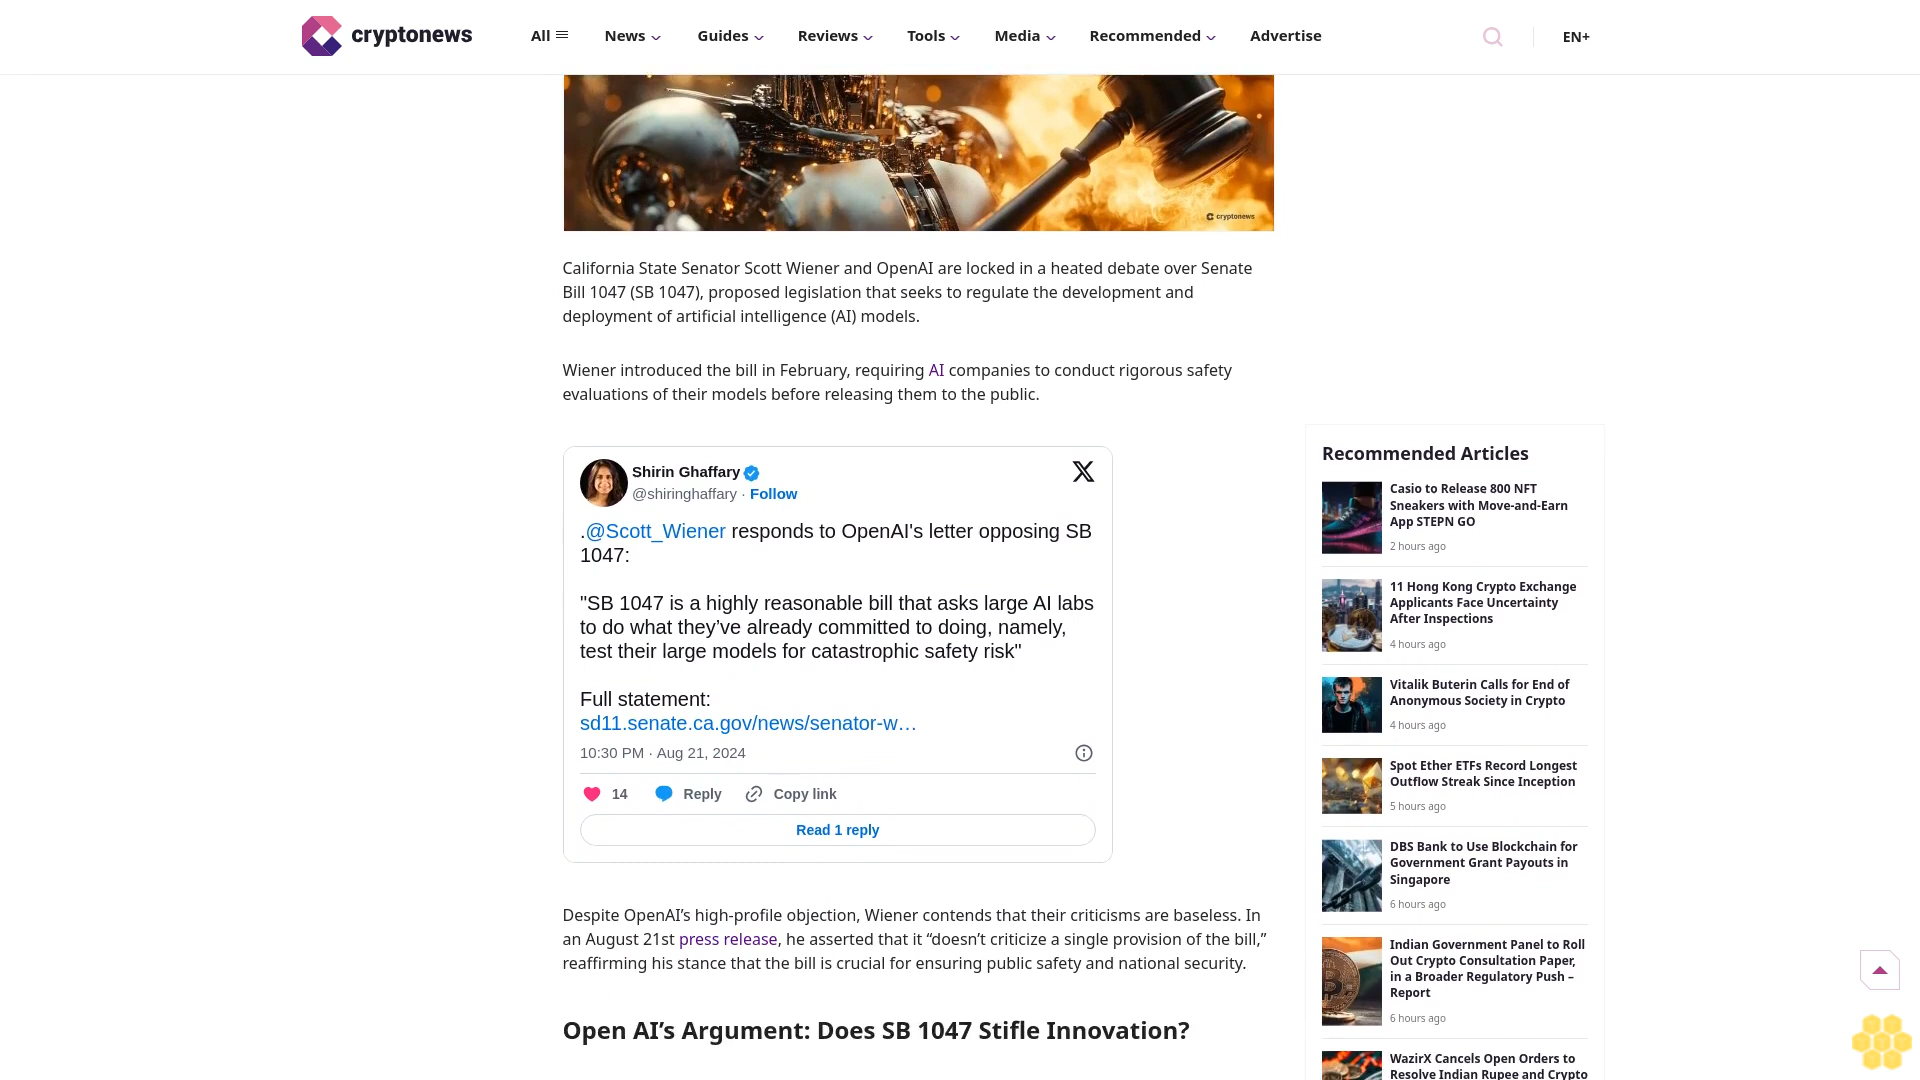 cryptonews
All
News
Guides
Reviews
Tools
Media
Recommended
Advertise
EN+
cryptonews
California State Senator Scott Wiener and OpenAI are locked in a heated debate over Senate
Bill 1047 (SB 1047), proposed legislation that seeks to regulate the development and
deployment of artificial intelligence (AI) models.
Wiener introduced the bill in February, requiring AI companies to conduct rigorous safety
evaluations of their models before releasing them to the public.
Shirin Ghaffary
@shiringhaffary · Follow
.@Scott_Wiener responds to OpenAI's letter opposing SB
1047:
"SB 1047 is a highly reasonable bill that asks large AI labs
to do what they’ve already committed to doing, namely,
test their large models for catastrophic safety risk"
Full statement:
sd11.senate.ca.gov/news/senator-w…
10:30 PM · Aug 21, 2024
14
Reply
Copy link
Read 1 reply
Despite OpenAI’s high-profile objection, Wiener contends that their criticisms are baseless. In
an August 21st press release, he asserted that it “doesn’t criticize a single provision of the bill,”
reaffirming his stance that the bill is crucial for ensuring public safety and national security.
Open AI’s Argument: Does SB 1047 Stifle Innovation?
Recommended Articles
Casio to Release 800 NFT
Sneakers with Move-and-Earn
App STEPN GO
2 hours ago
11 Hong Kong Crypto Exchange
Applicants Face Uncertainty
After Inspections
4 hours ago
Vitalik Buterin Calls for End of
Anonymous Society in Crypto
4 hours ago
Spot Ether ETFs Record Longest
Outflow Streak Since Inception
5 hours ago
DBS Bank to Use Blockchain for
Government Grant Payouts in
Singapore
6 hours ago
Indian Government Panel to Roll
Out Crypto Consultation Paper,
in a Broader Regulatory Push –
Report
6 hours ago
WazirX Cancels Open Orders to
Resolve Indian Rupee and Crypto